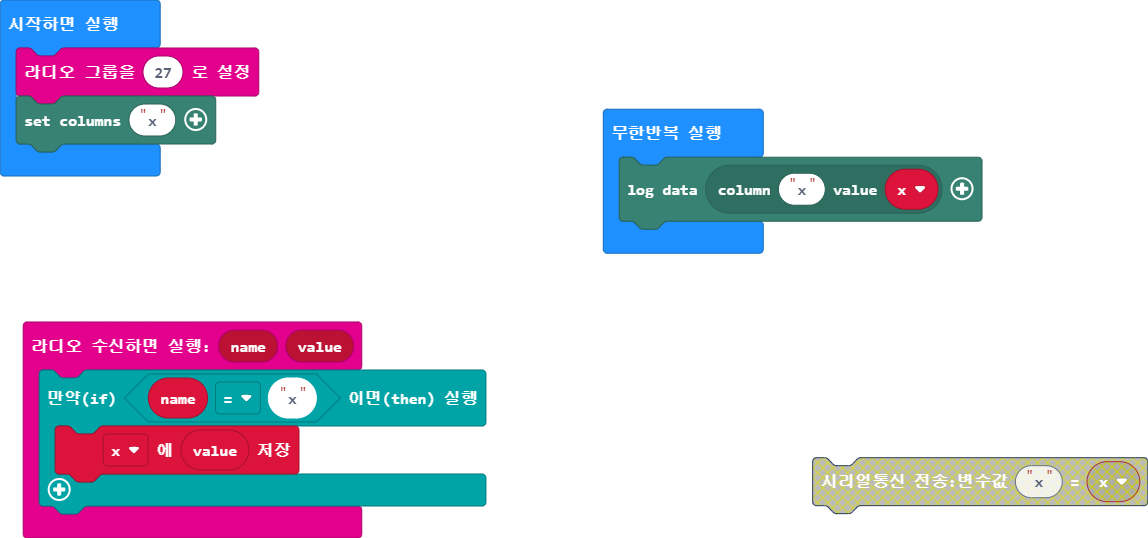 시작하면 실행
라디오 그룹을 27 로 설정
set columns "x"
무한반복 실행
log data column "x" value x
라디오 수신하면 실행: name value
만약(if) name = "x" 이면(then) 실행
x 에 value 저장
시리얼통신 전송:변수값 "x" = x